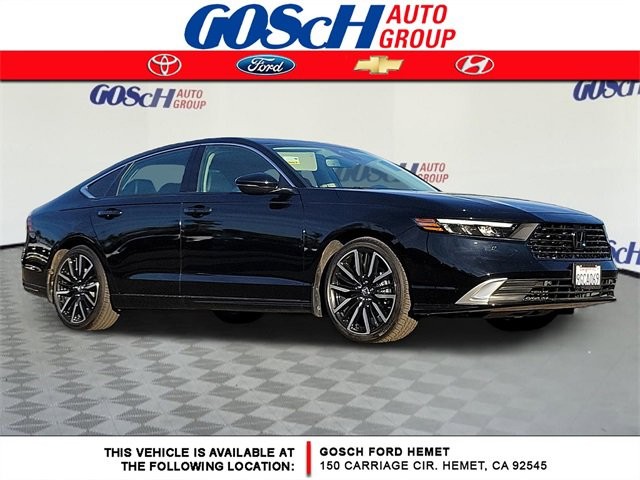 GOSCH AUTO GROUP
Ford
GOSCH AUTO GROUP
AUTO GROUP
GOSCH
THIS VEHICLE IS AVAILABLE AT
THE FOLLOWING LOCATION:
GOSCH FORD HEMET
150 CARRIAGE CIR. HEMET, CA 92545